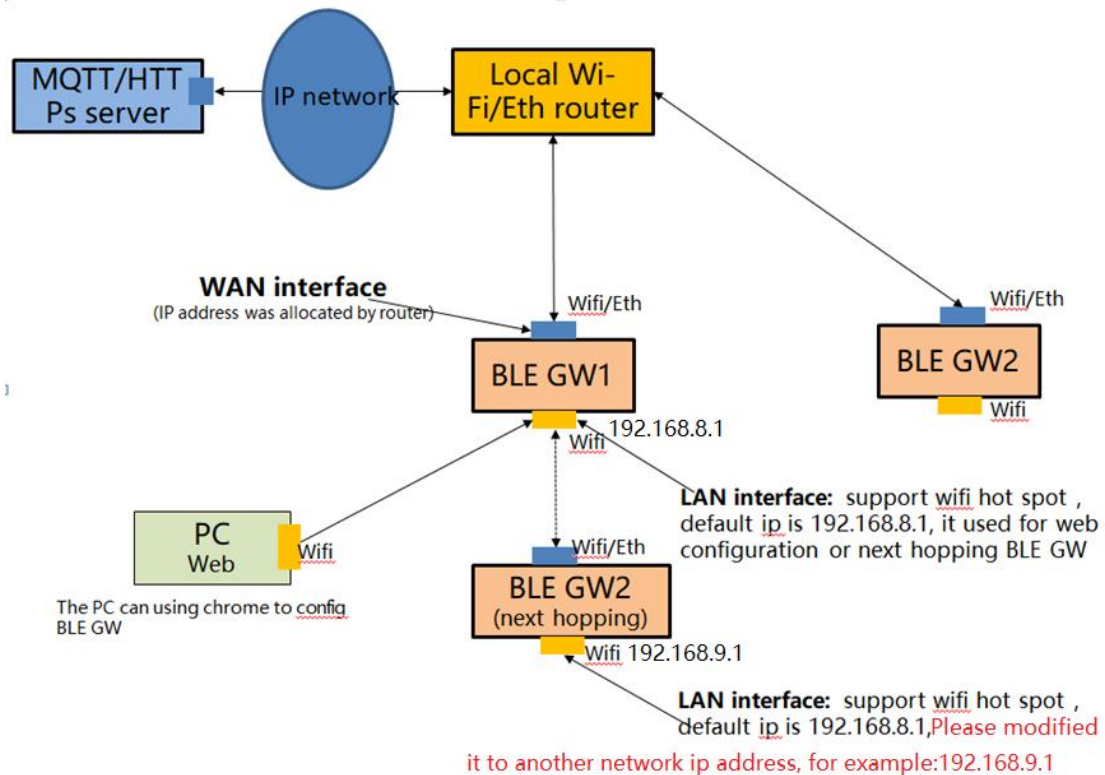 MQTT/HTT
Ps server
IP network
Local Wi-
Fi/Eth router
WAN interface
(IP address was allocated by router)
Wifi/Eth
BLE GW1
Wifi 192.168.8.1
Wifi/Eth
BLE GW2
Wifi
LAN interface: support wifi hot spot ,
default ip is 192.168.8.1, it used for web
configuration or next hopping BLE GW
PC
Web
Wifi
The PC can using chrome to config
BLE GW
Wifi/Eth
BLE GW2
(next hopping)
Wifi 192.168.9.1
LAN interface: support wifi hot spot ,
default ip is 192.168.8.1,Please modified
it to another network ip address, for example:192.168.9.1